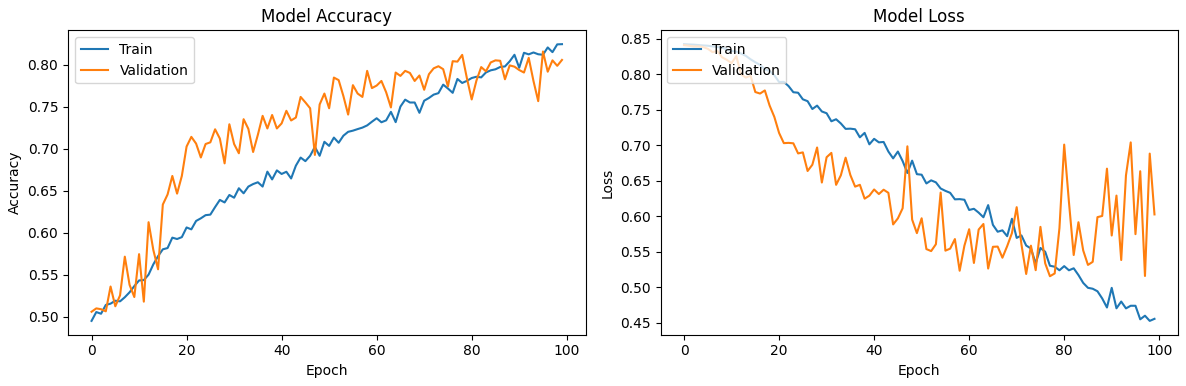 Model Accuracy
Train
Validation
0.80
0.75
0.70
0.65
0.60
0.55
0.50
Accuracy
0
20
40
60
80
100
Epoch
Model Loss
Train
Validation
0.85
0.80
0.75
0.70
0.65
0.60
0.55
0.50
0.45
Loss
0
20
40
60
80
100
Epoch